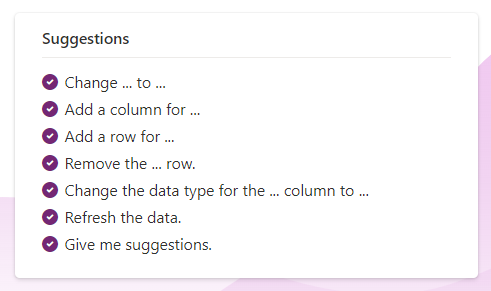 Suggestions
Change ... to ...
Add a column for ...
Add a row for ...
Remove the ... row.
Change the data type for the ... column to ...
Refresh the data.
Give me suggestions.